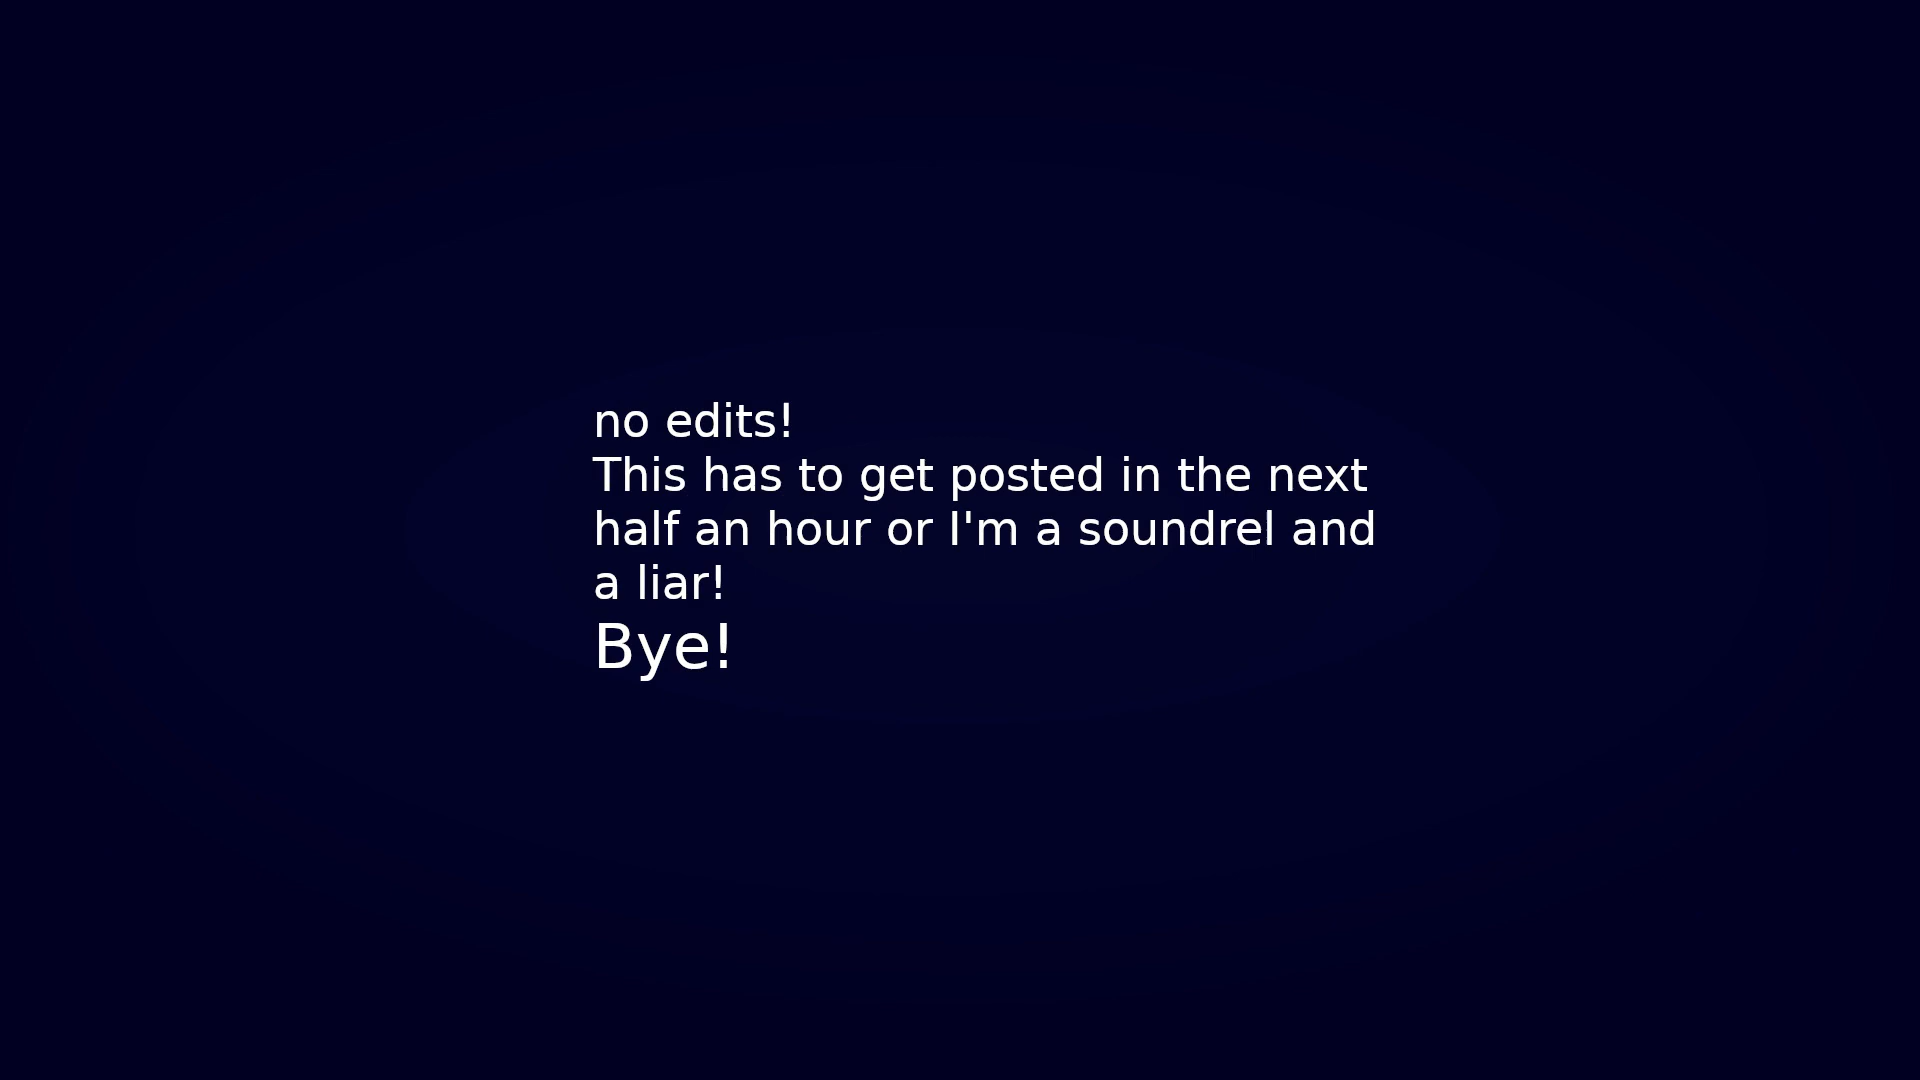 no edits!
This has to get posted in the next
half an hour or I'm a soundrel and
a liar!
Bye!